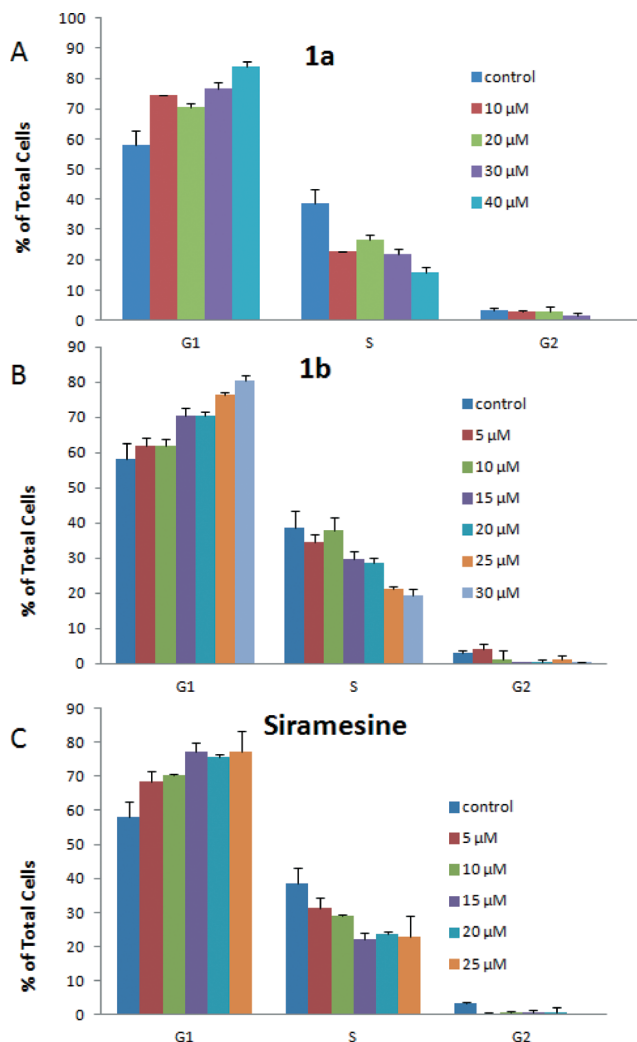 A
1a
% of Total Cells
100
90
80
70
60
50
40
30
20
10
0
G1 S G2
control
10 µM
20 µM
30 µM
40 µM
B
1b
% of Total Cells
90
80
70
60
50
40
30
20
10
0
G1 S G2
control
5 µM
10 µM
15 µM
20 µM
25 µM
30 µM
C
Siramesine
% of Total Cells
90
80
70
60
50
40
30
20
10
0
G1 S G2
control
5 µM
10 µM
15 µM
20 µM
25 µM